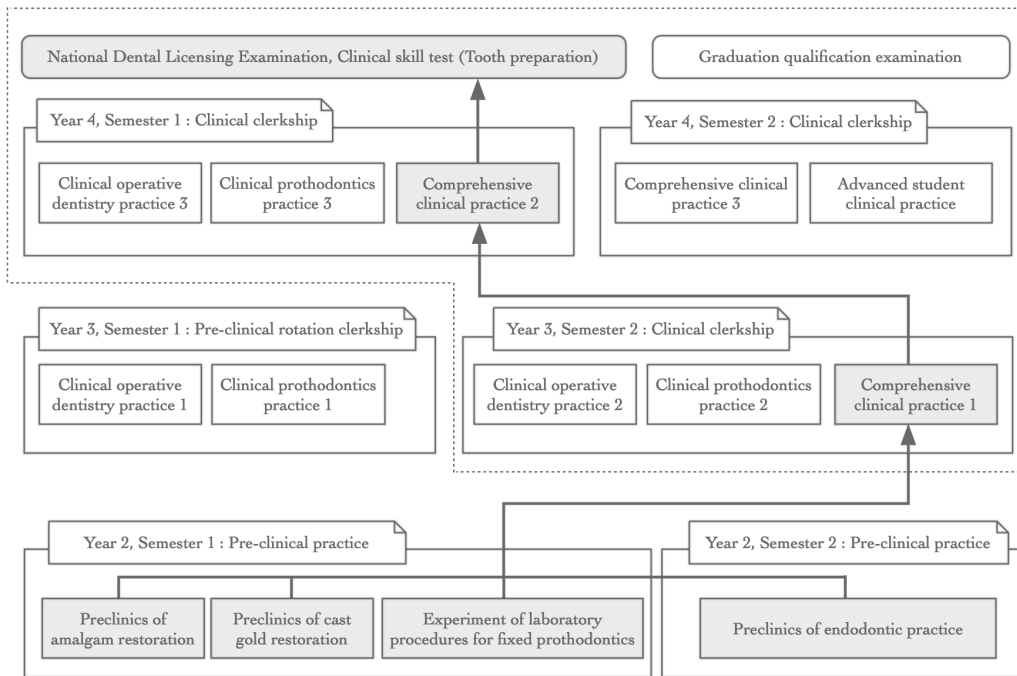 National Dental Licensing Examination, Clinical skill test (Tooth preparation)
Graduation qualification examination
Year 4, Semester 1 : Clinical clerkship
Clinical operative
dentistry practice 3
Clinical prothodontics
practice 3
Comprehensive
clinical practice 2
Year 4, Semester 2 : Clinical clerkship
Comprehensive clinical
practice 3
Advanced student
clinical practice
Year 3, Semester 1 : Pre-clinical rotation clerkship
Clinical operative
dentistry practice 1
Clinical prothodontics
practice 1
Year 3, Semester 2 : Clinical clerkship
Clinical operative
dentistry practice 2
Clinical prothodontics
practice 2
Comprehensive
clinical practice 1
Year 2, Semester 1 : Pre-clinical practice
Preclinics of
amalgam restoration
Preclinics of cast
gold restoration
Experiment of laboratory
procedures for fixed prothodontics
Year 2, Semester 2 : Pre-clinical practice
Preclinics of endodontic practice